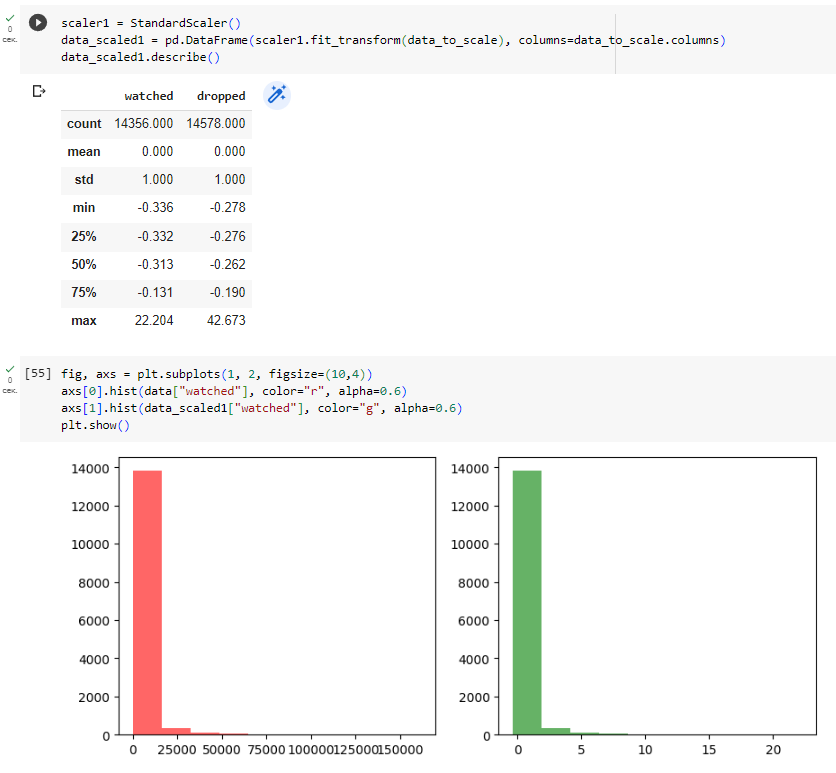 0
сек.
scaler1 = StandardScaler()
data_scaled1 = pd.DataFrame(scaler1.fit_transform(data_to_scale), columns=data_to_scale.columns)
data_scaled1.describe()
watched dropped
count 14356.000 14578.000
mean 0.000 0.000
std 1.000 1.000
min -0.336 -0.278
25% -0.332 -0.276
50% -0.313 -0.262
75% -0.131 -0.190
max 22.204 42.673
0
сек.
[55] fig, axs = plt.subplots(1, 2, figsize=(10,4))
axs[0].hist(data["watched"], color="r", alpha=0.6)
axs[1].hist(data_scaled1["watched"], color="g", alpha=0.6)
plt.show()
14000
12000
10000
8000
6000
4000
2000
0
0 25000 50000 75000 100000 125000 150000
14000
12000
10000
8000
6000
4000
2000
0
0 5 10 15 20